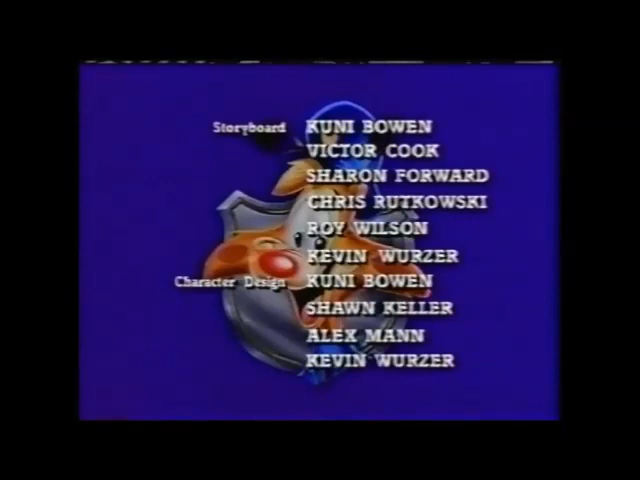 Storyboard KUNI BOWEN
VICTOR COOK
SHARON FORWARD
CHRIS RUTKOWSKI
ROY WILSON
KEVIN WURZER
Character Design KUNI BOWEN
SHAWN KELLER
ALEX MANN
KEVIN WURZER